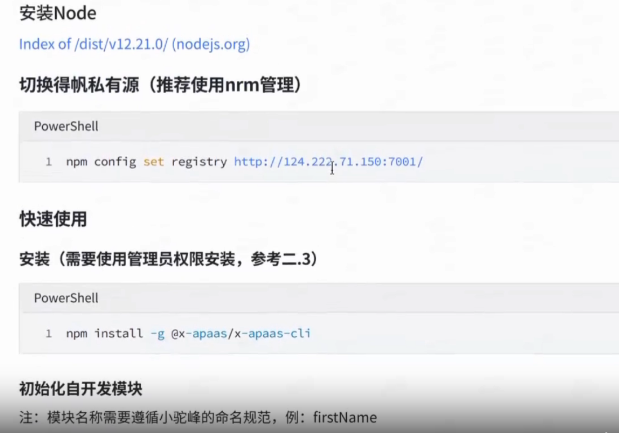 安装Node
Index of /dist/v12.21.0/ (nodejs.org)
切换得帆私有源（推荐使用nrm管理）
PowerShell
1 npm config set registry http://124.222.71.150:7001/
快速使用
安装（需要使用管理员权限安装，参考二.3）
PowerShell
1 npm install -g @x-apaas/x-apaas-cli
初始化自开发模块
注：模块名称需要遵循小驼峰的命名规范，例：firstName